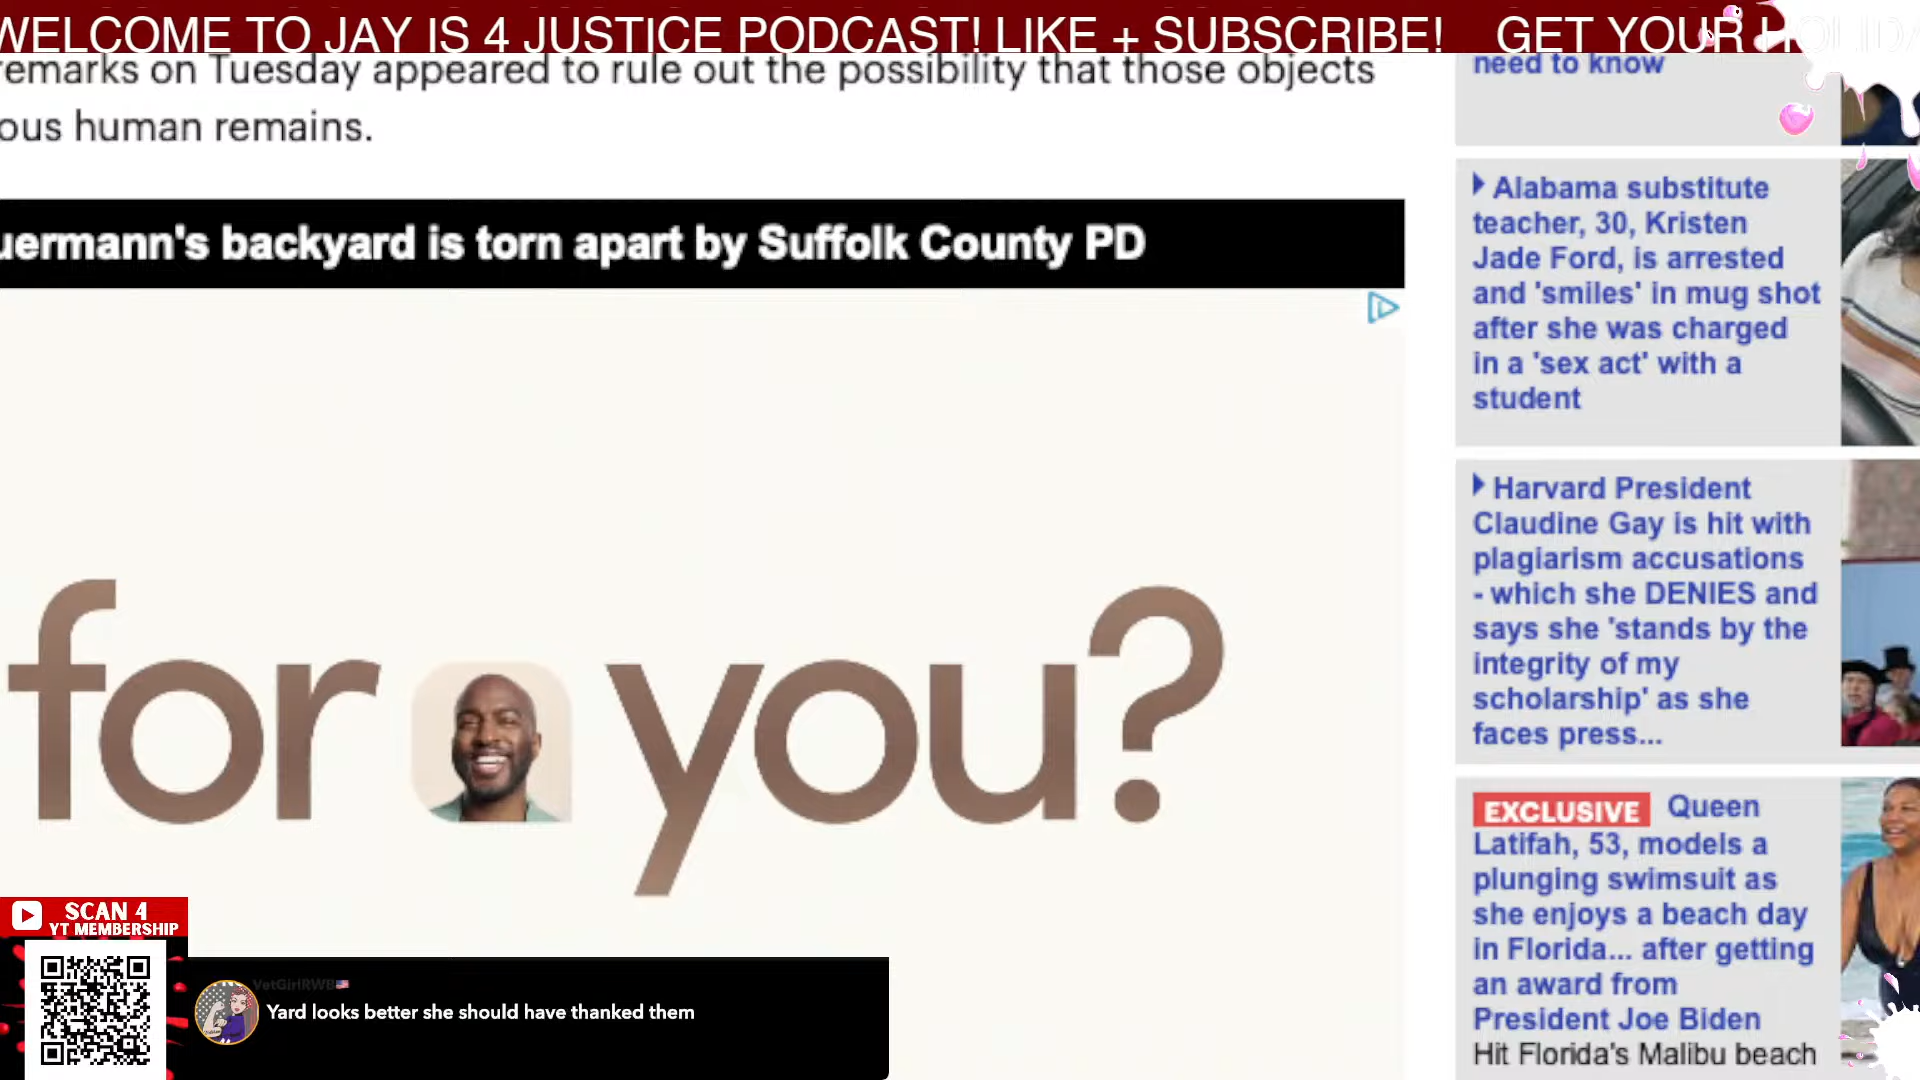 WELCOME TO JAY IS 4 JUSTICE PODCAST! LIKE + SUBSCRIBE! GET YOUR
remarks on Tuesday appeared to rule out the possibility that those objects
ous human remains.
uermann's backyard is torn apart by Suffolk County PD
for you?
need to know
Alabama substitute
teacher, 30, Kristen
Jade Ford, is arrested
and 'smiles' in mug shot
after she was charged
in a 'sex act' with a
student
Harvard President
Claudine Gay is hit with
plagiarism accusations
- which she DENIES and
says she 'stands by the
integrity of my
scholarship' as she
faces press...
EXCLUSIVE Queen
Latifah, 53, models a
plunging swimsuit as
she enjoys a beach day
in Florida... after getting
an award from
President Joe Biden
Hit Florida's Malibu beach
SCAN 4
YT MEMBERSHIP
VetGirlRWB
Yard looks better she should have thanked them